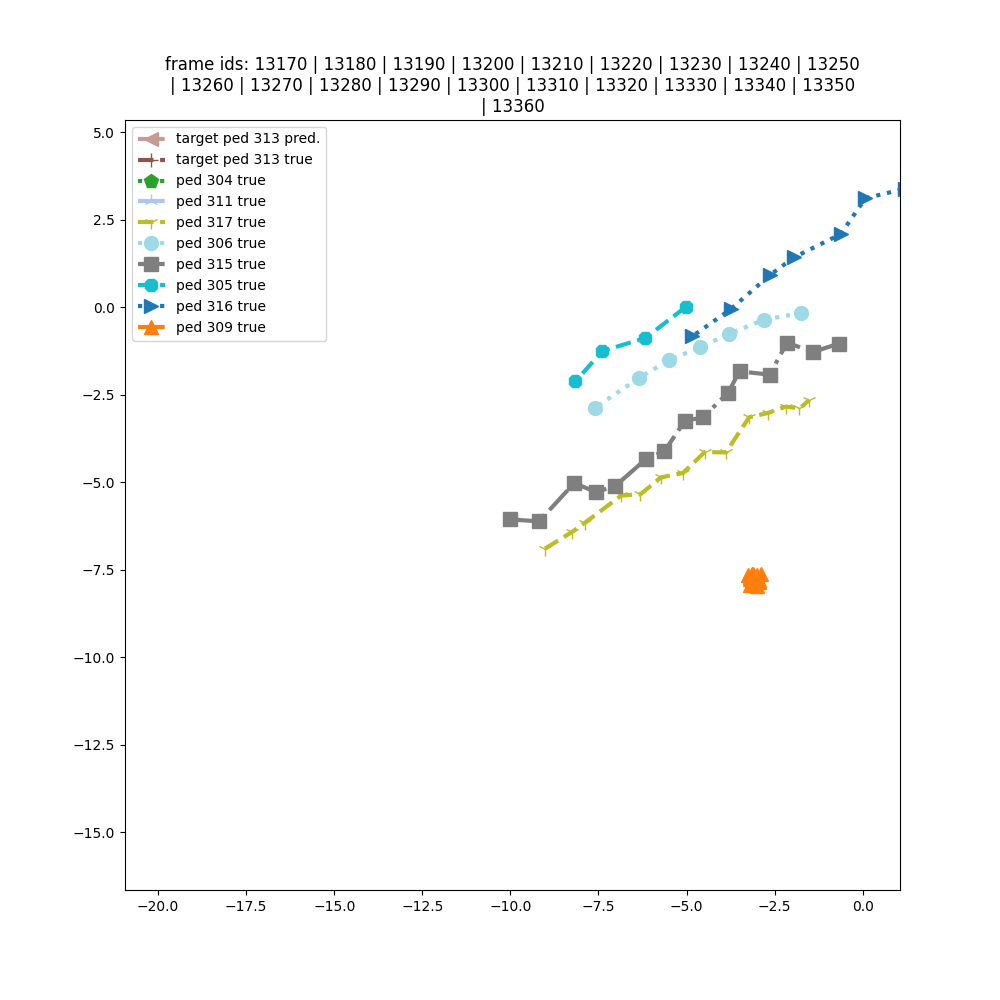 frame ids: 13170 | 13180 | 13190 | 13200 | 13210 | 13220 | 13230 | 13240 | 13250
| 13260 | 13270 | 13280 | 13290 | 13300 | 13310 | 13320 | 13330 | 13340 | 13350
| 13360
target ped 313 pred.
target ped 313 true
ped 304 true
ped 311 true
ped 317 true
ped 306 true
ped 315 true
ped 305 true
ped 316 true
ped 309 true
5.0
2.5
0.0
−2.5
−5.0
−7.5
−10.0
−12.5
−15.0
−20.0 −17.5 −15.0 −12.5 −10.0 −7.5 −5.0 −2.5 0.0